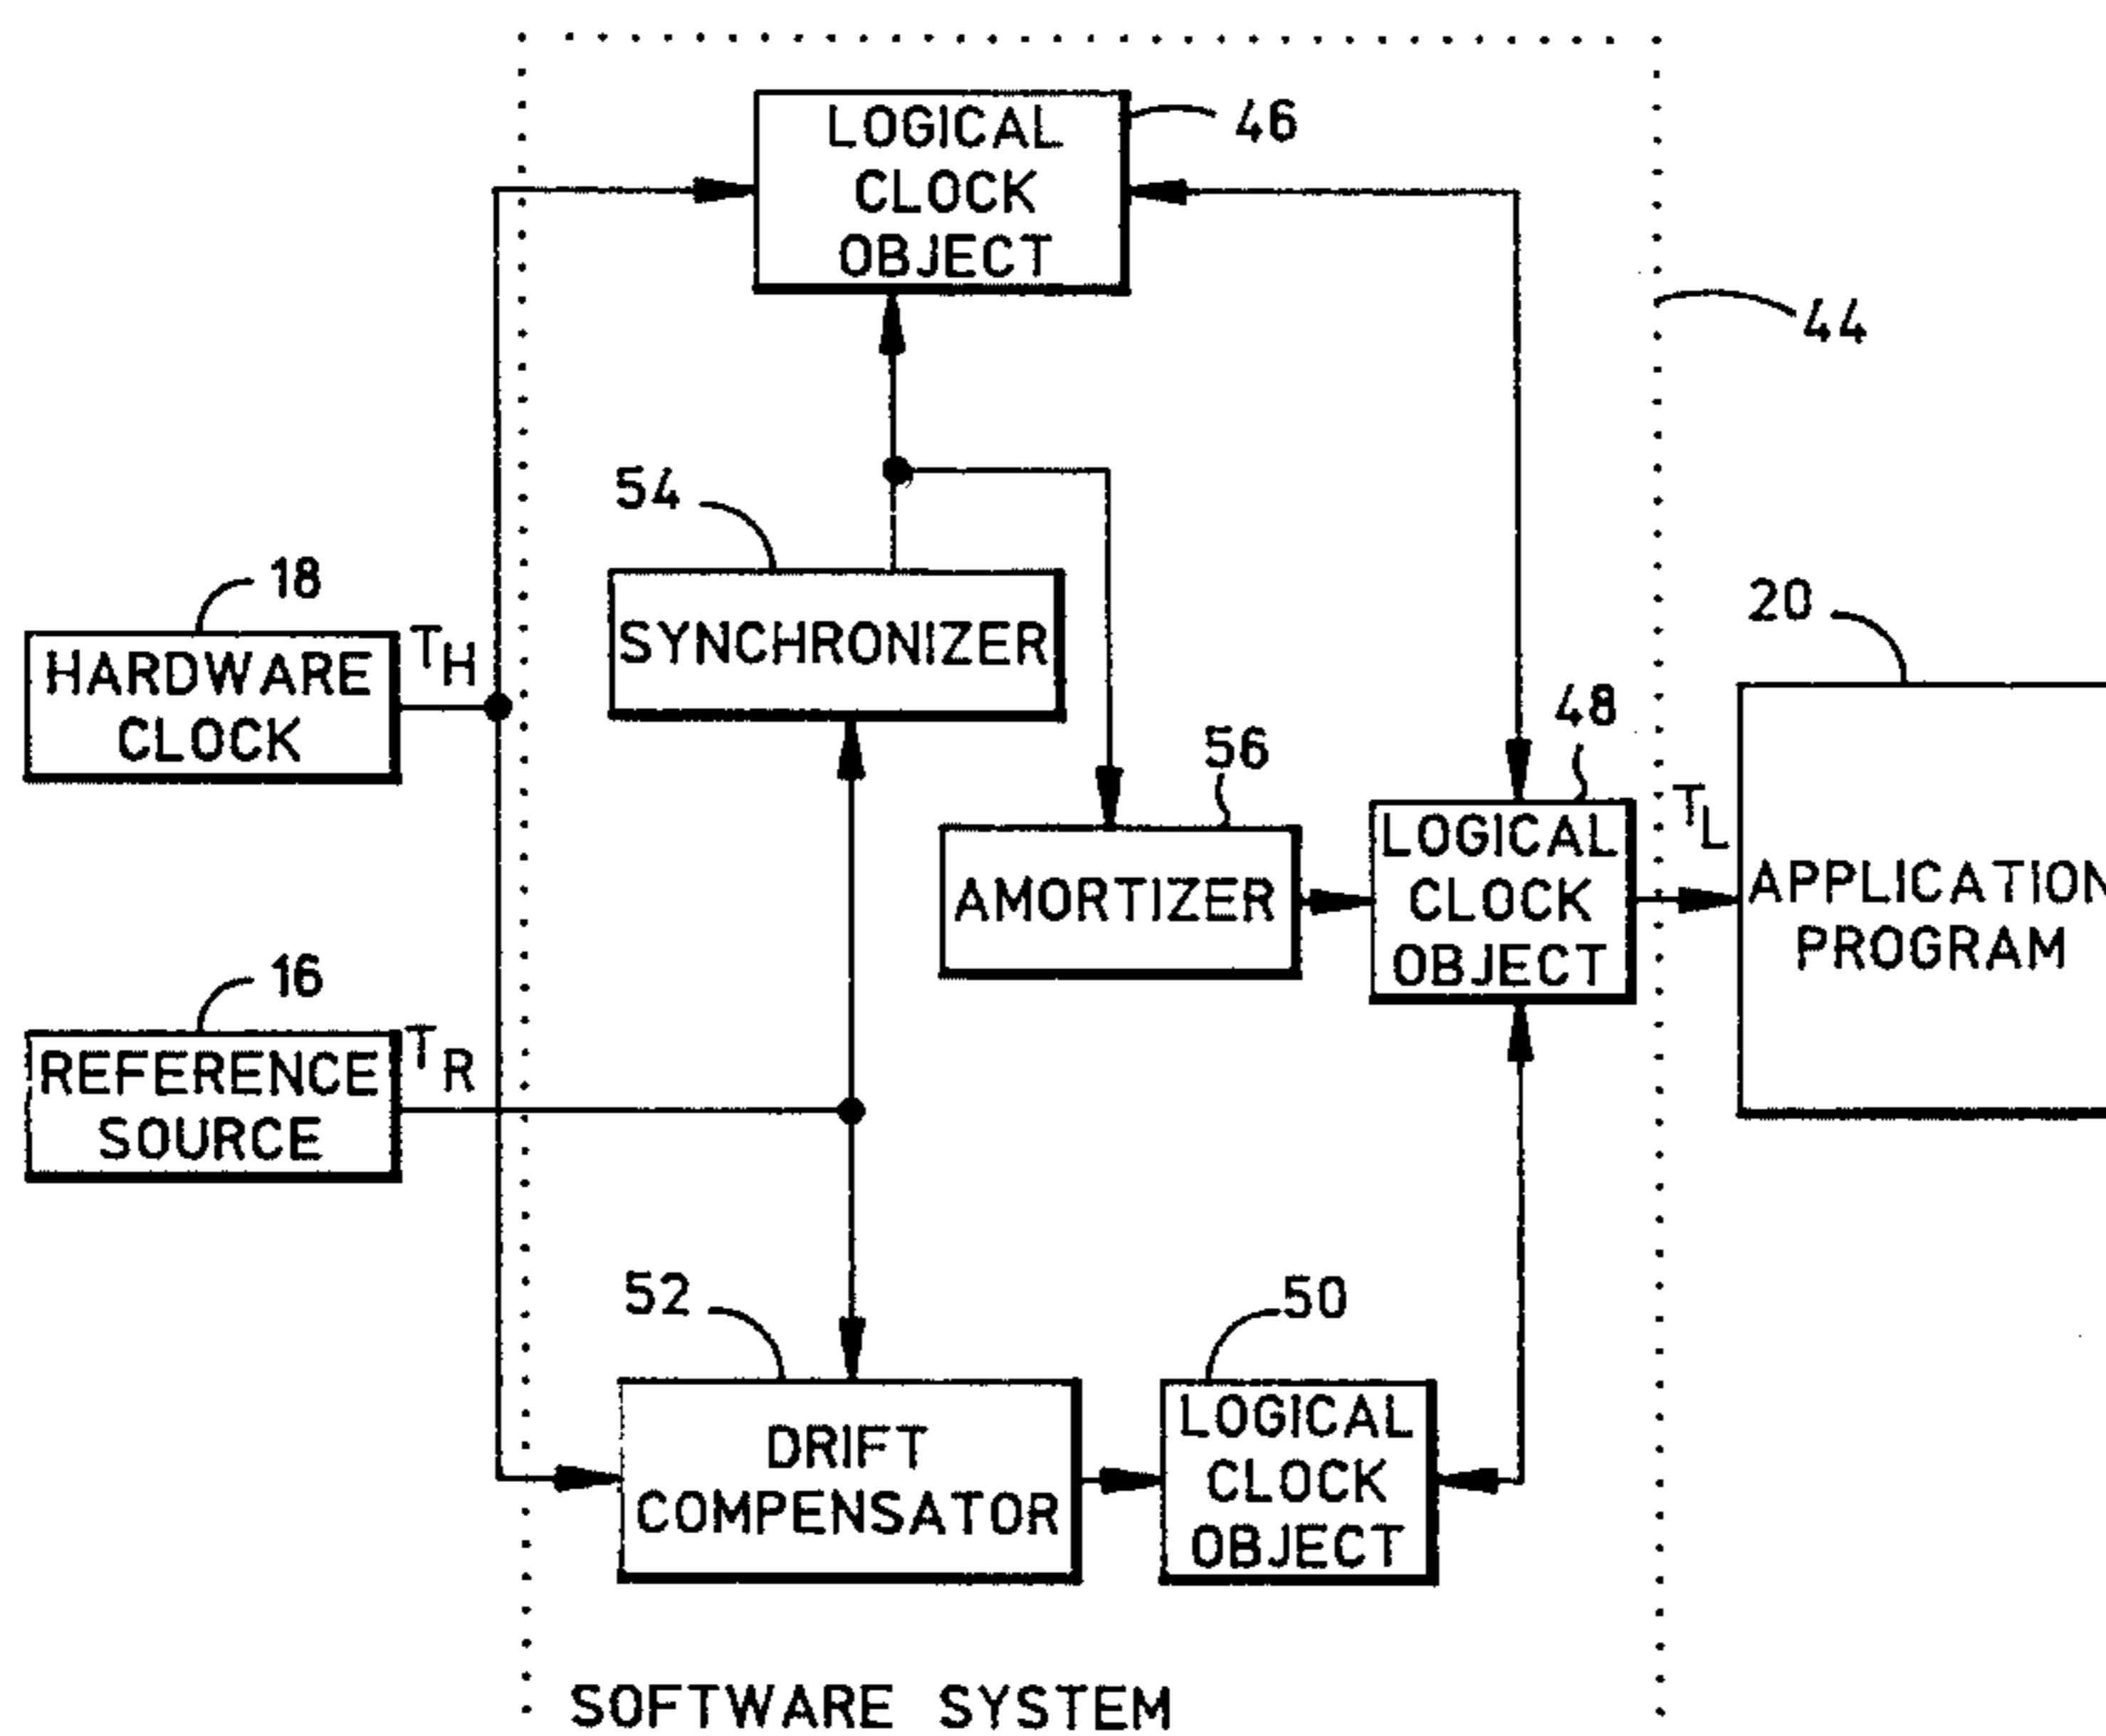 LOGICAL
CLOCK
OBJECT
46
44
54
18
HARDWARE
CLOCK
TH
SYNCHRONIZER
20
48
56
AMORTIZER
LOGICAL
CLOCK
OBJECT
TL
APPLICATION
PROGRAM
16
REFERENCE
SOURCE
TR
52
50
DRIFT
COMPENSATOR
LOGICAL
CLOCK
OBJECT
SOFTWARE SYSTEM